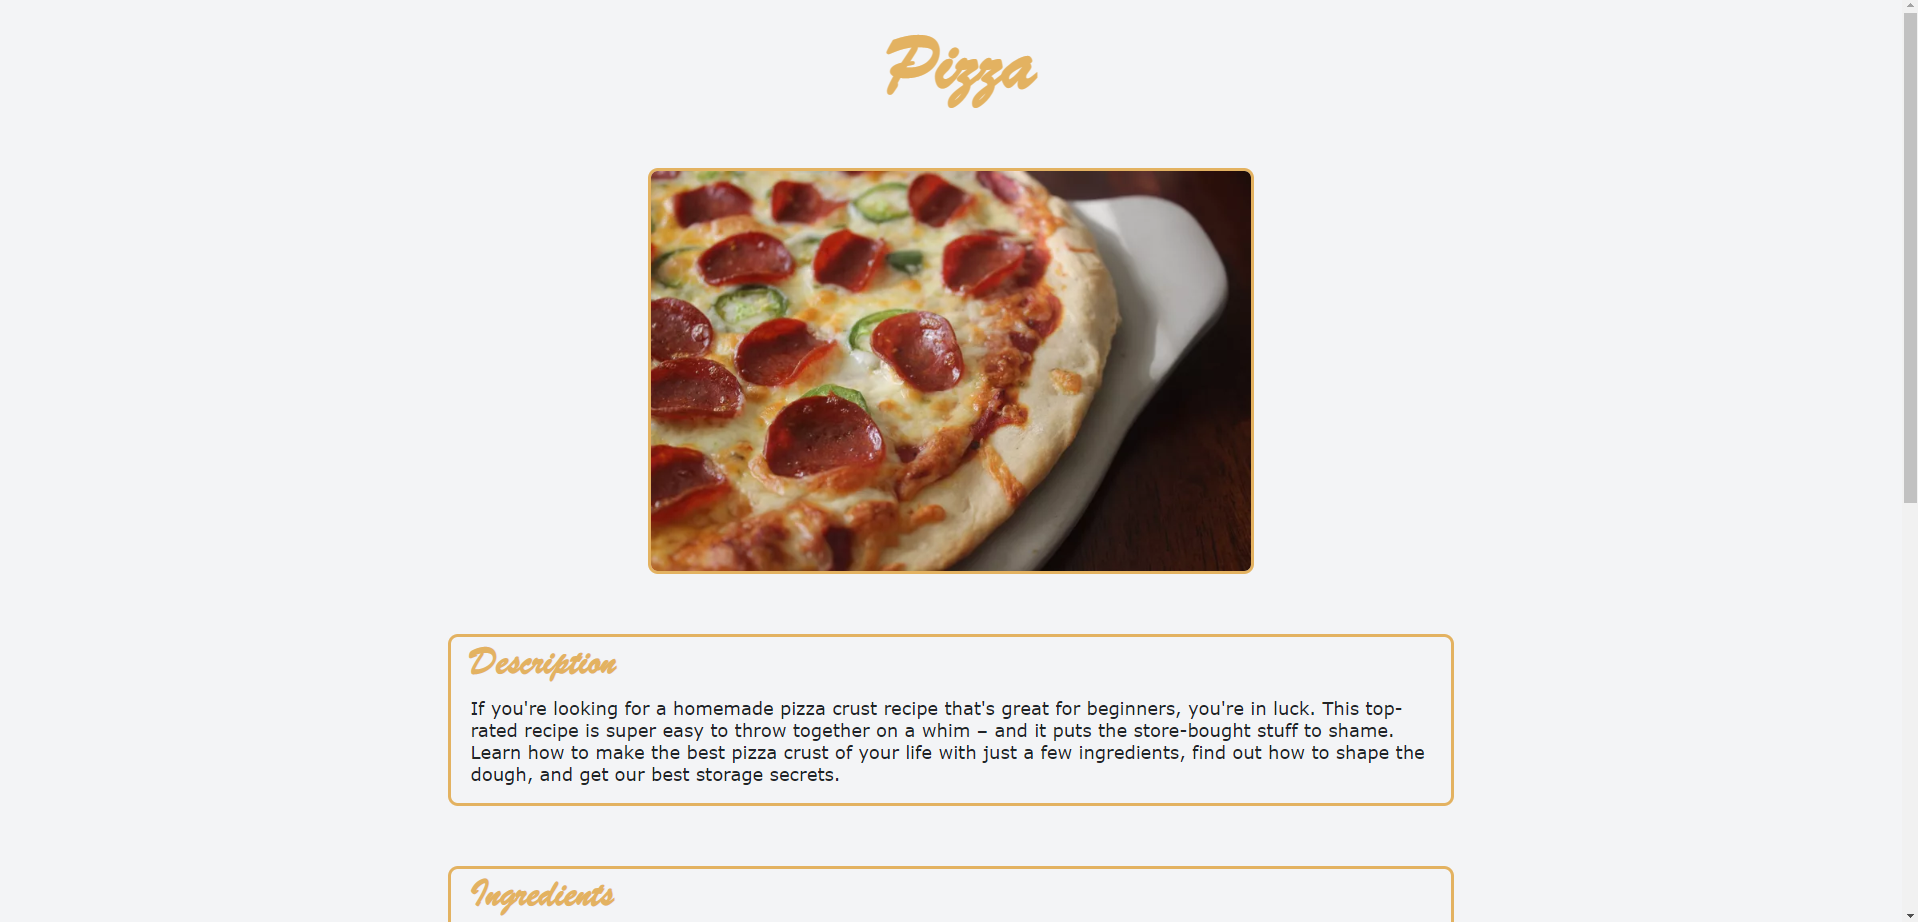 Pizza
Description
If you're looking for a homemade pizza crust recipe that's great for beginners, you're in luck. This top-
rated recipe is super easy to throw together on a whim – and it puts the store-bought stuff to shame.
Learn how to make the best pizza crust of your life with just a few ingredients, find out how to shape the
dough, and get our best storage secrets.
Ingredients